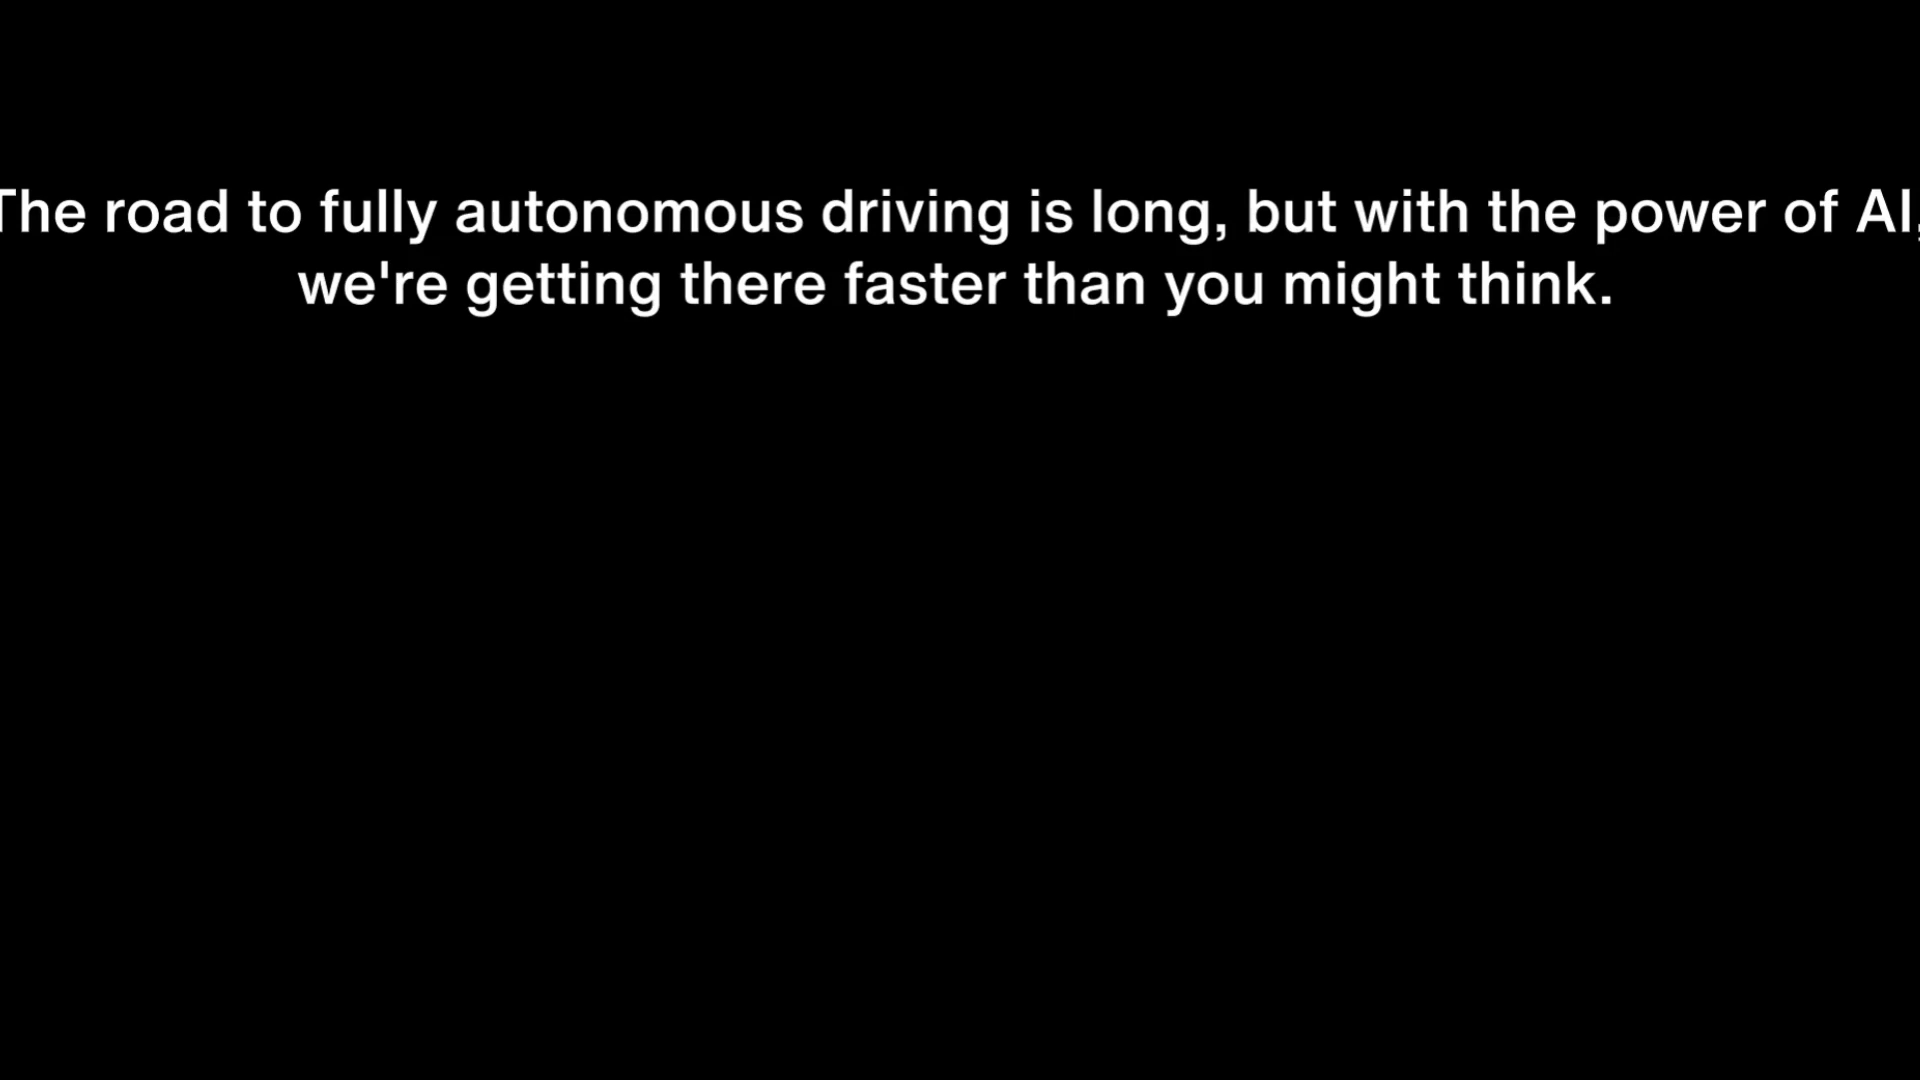 The road to fully autonomous driving is long, but with the power of AI,
we're getting there faster than you might think.